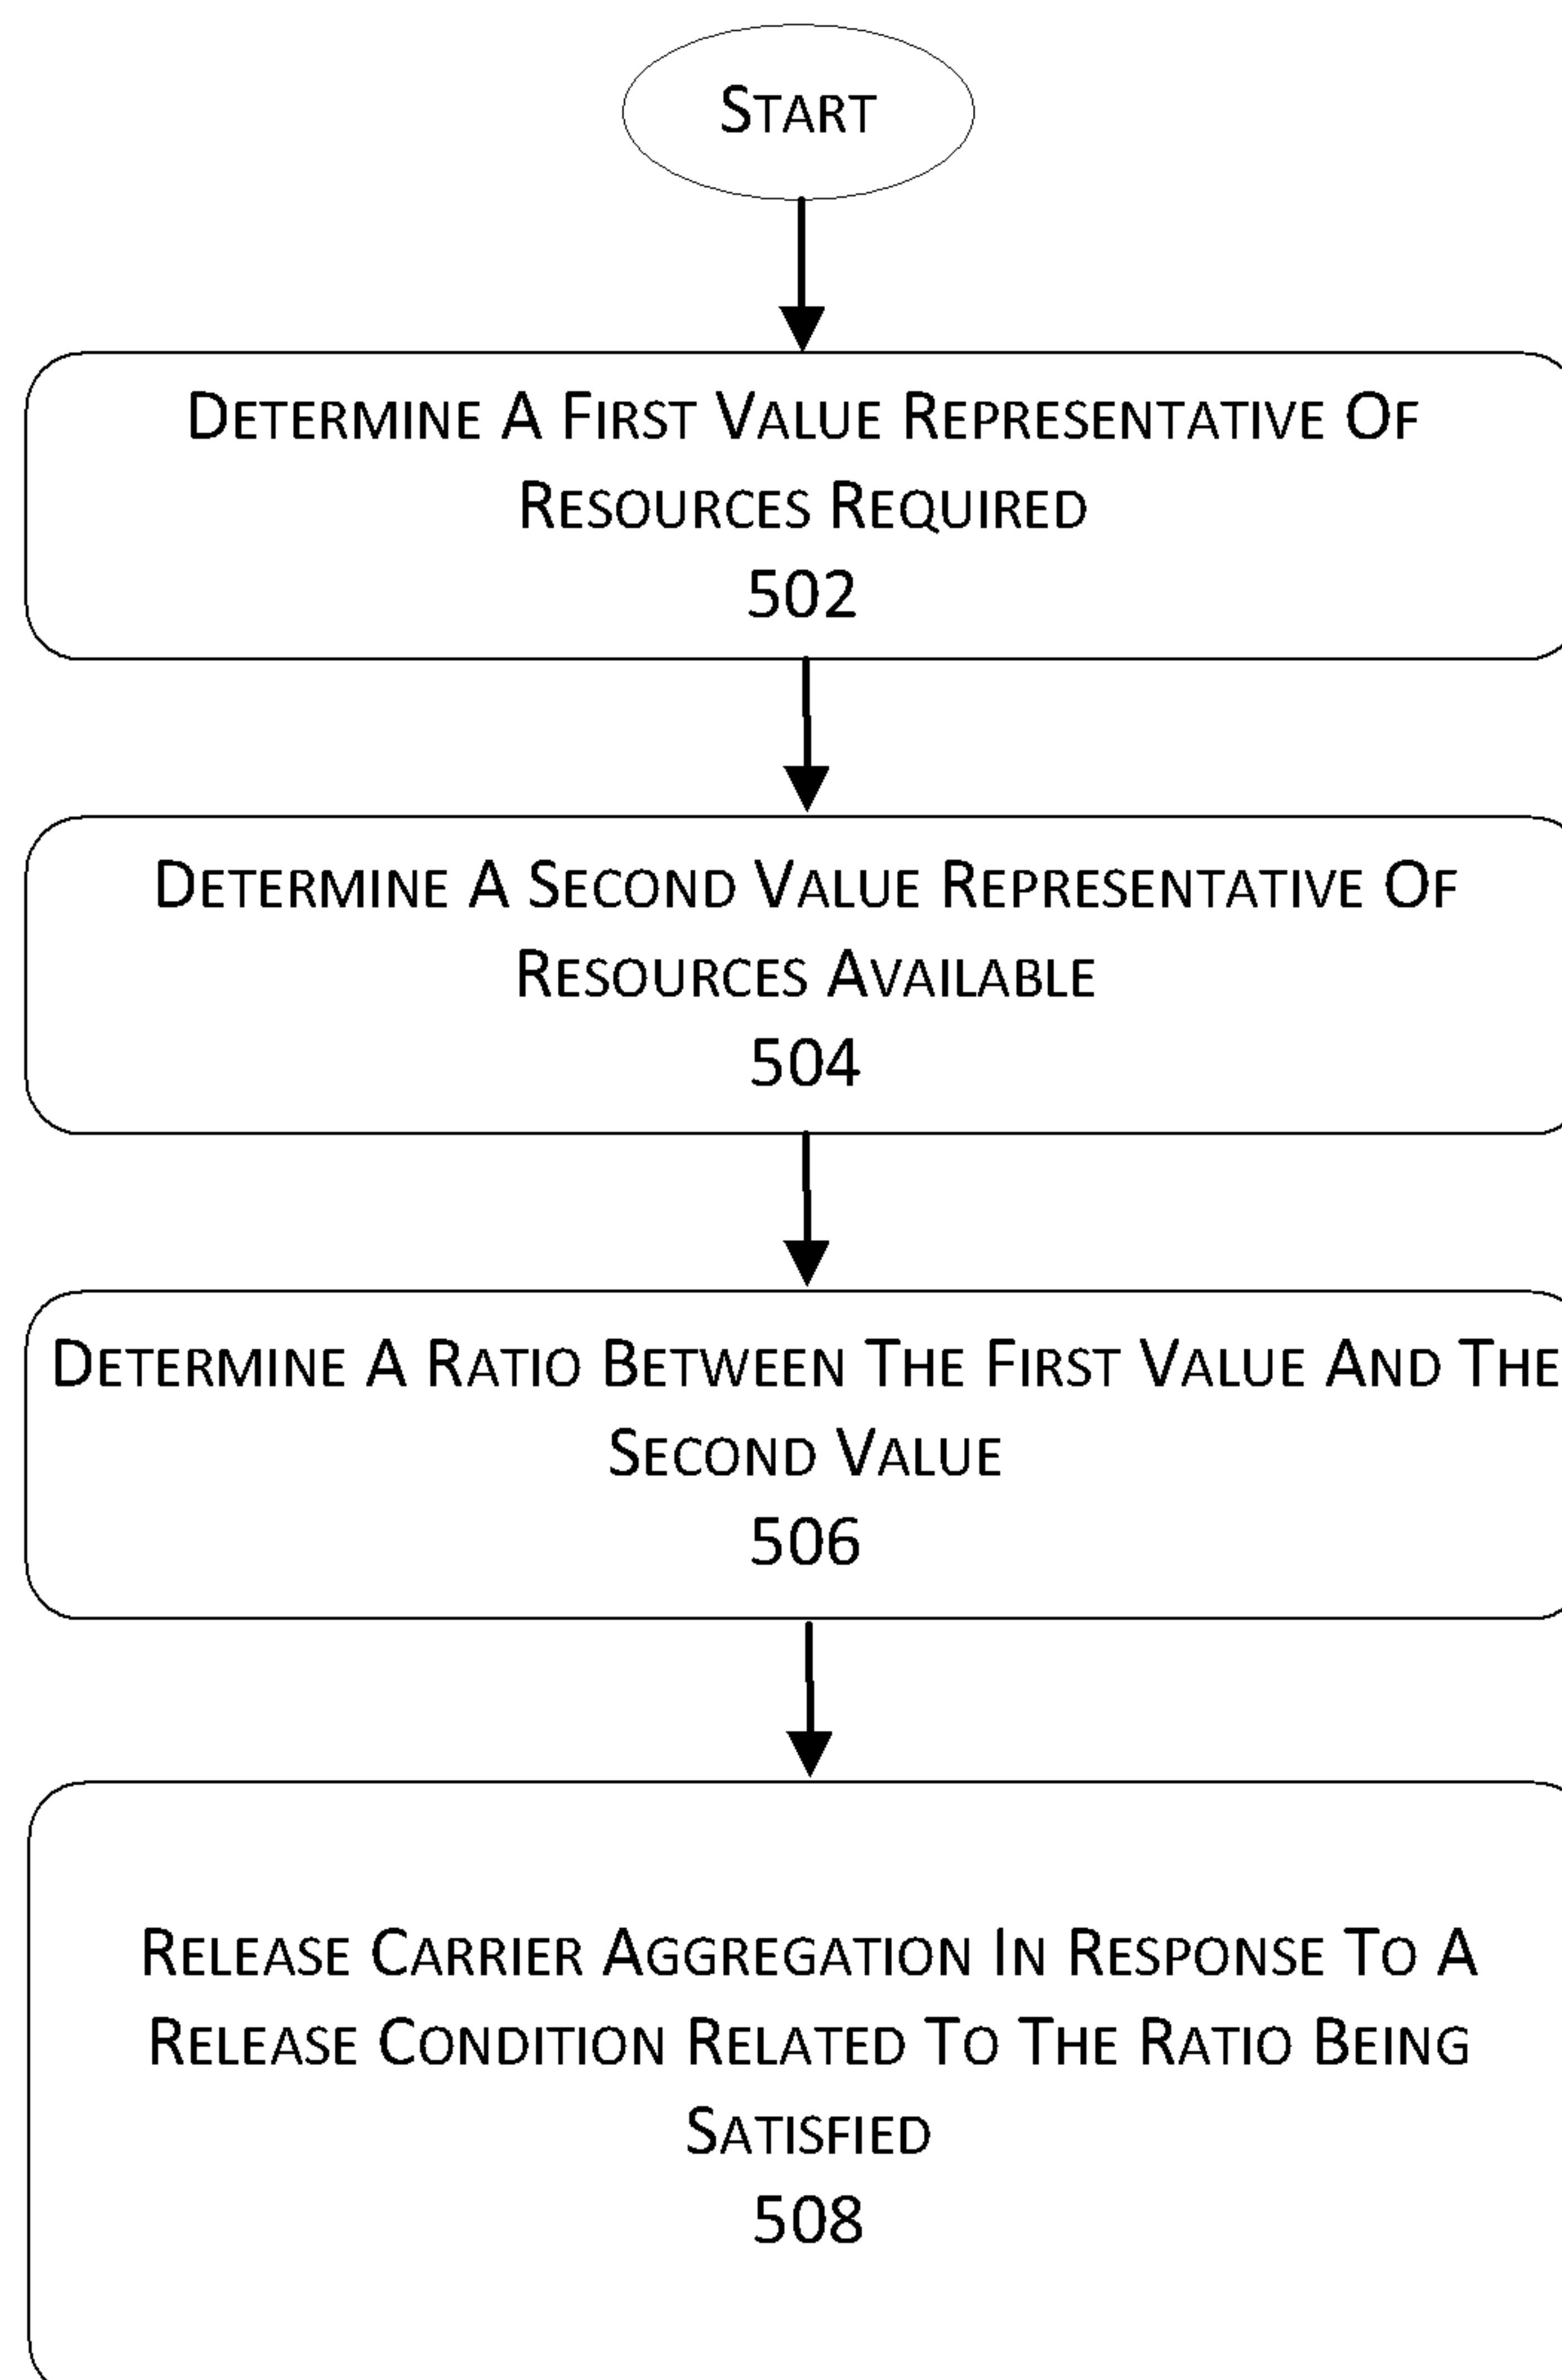 START
DETERMINE A FIRST VALUE REPRESENTATIVE OF
RESOURCES REQUIRED
502
DETERMINE A SECOND VALUE REPRESENTATIVE OF
RESOURCES AVAILABLE
504
DETERMINE A RATIO BETWEEN THE FIRST VALUE AND THE
SECOND VALUE
506
RELEASE CARRIER AGGREGATION IN RESPONSE TO A
RELEASE CONDITION RELATED TO THE RATIO BEING
SATISFIED
508